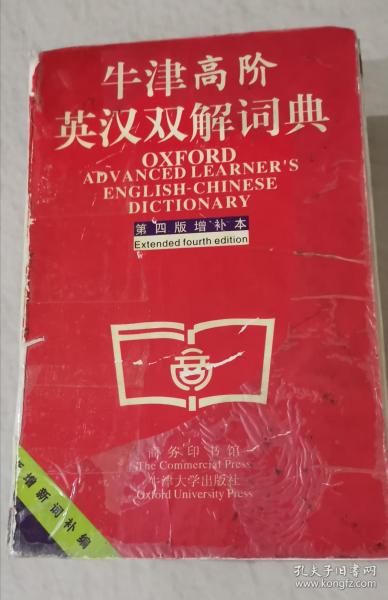 牛津高阶
英汉双解词典
OXFORD
ADVANCED LEARNER'S
ENGLISH-CHINESE
DICTIONARY
第四版增补本
Extended fourth edition
商
商务印书馆
The Commercial Press
牛津大学出版社
Oxford University Press
增新词补编
孔夫子旧书网
kongfz.com